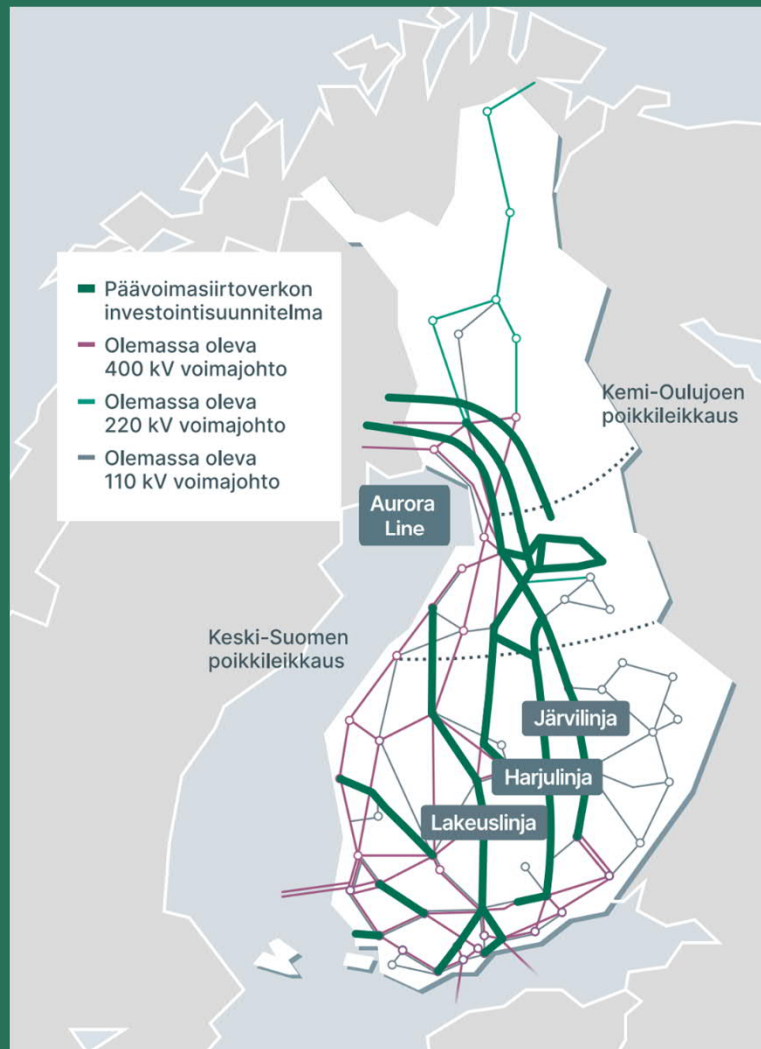 Päävoimasiirtoverkon
investointisuunnitelma
Olemassa oleva
400 kV voimajohto
Olemassa oleva
220 kV voimajohto
Olemassa oleva
110 kV voimajohto
Kemi-Oulujoen
poikkileikkaus
Aurora
Line
Keski-Suomen
poikkileikkaus
Järvilinja
Harjulinja
Lakeuslinja